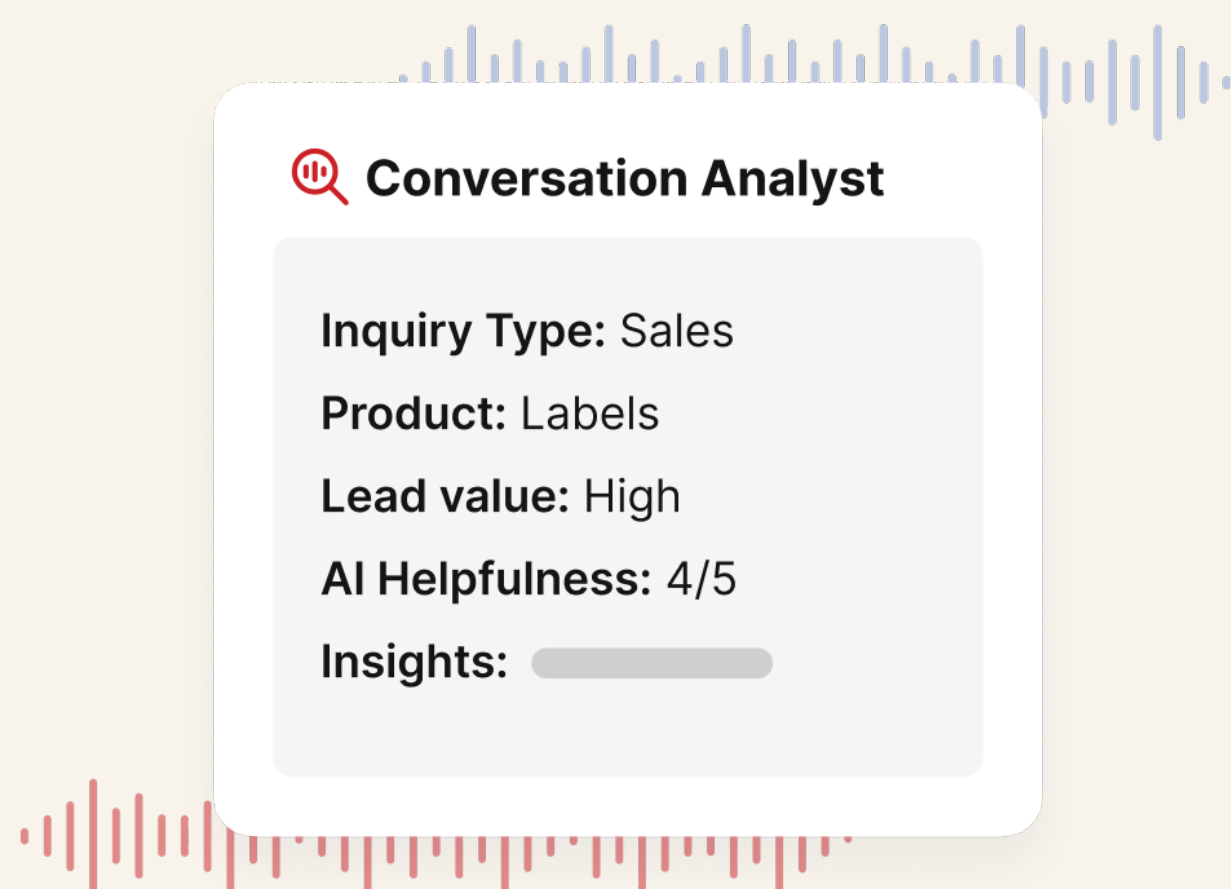 Conversation Analyst
Inquiry Type: Sales
Product: Labels
Lead value: High
AI Helpfulness: 4/5
Insights: